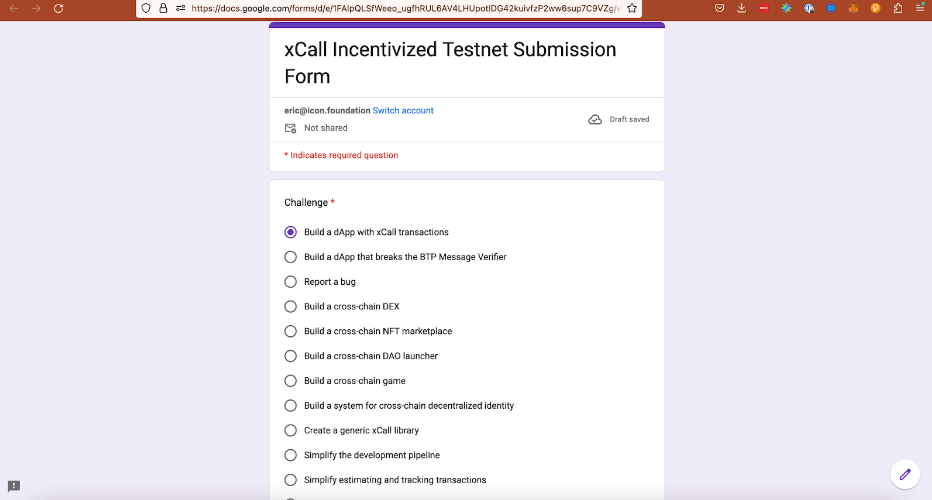 https://docs.google.com/forms/d/e/1FAIpQLSfWeeo_ugfhRUL6AV4LHUpotIDG42kuivfzP2ww6sup7C9VZg/v
xCall Incentivized Testnet Submission
Form
eric@icon.foundation Switch account
Not shared
Draft saved
* Indicates required question
Challenge *
Build a dApp with xCall transactions
Build a dApp that breaks the BTP Message Verifier
Report a bug
Build a cross-chain DEX
Build a cross-chain NFT marketplace
Build a cross-chain DAO launcher
Build a cross-chain game
Build a system for cross-chain decentralized identity
Create a generic xCall library
Simplify the development pipeline
Simplify estimating and tracking transactions